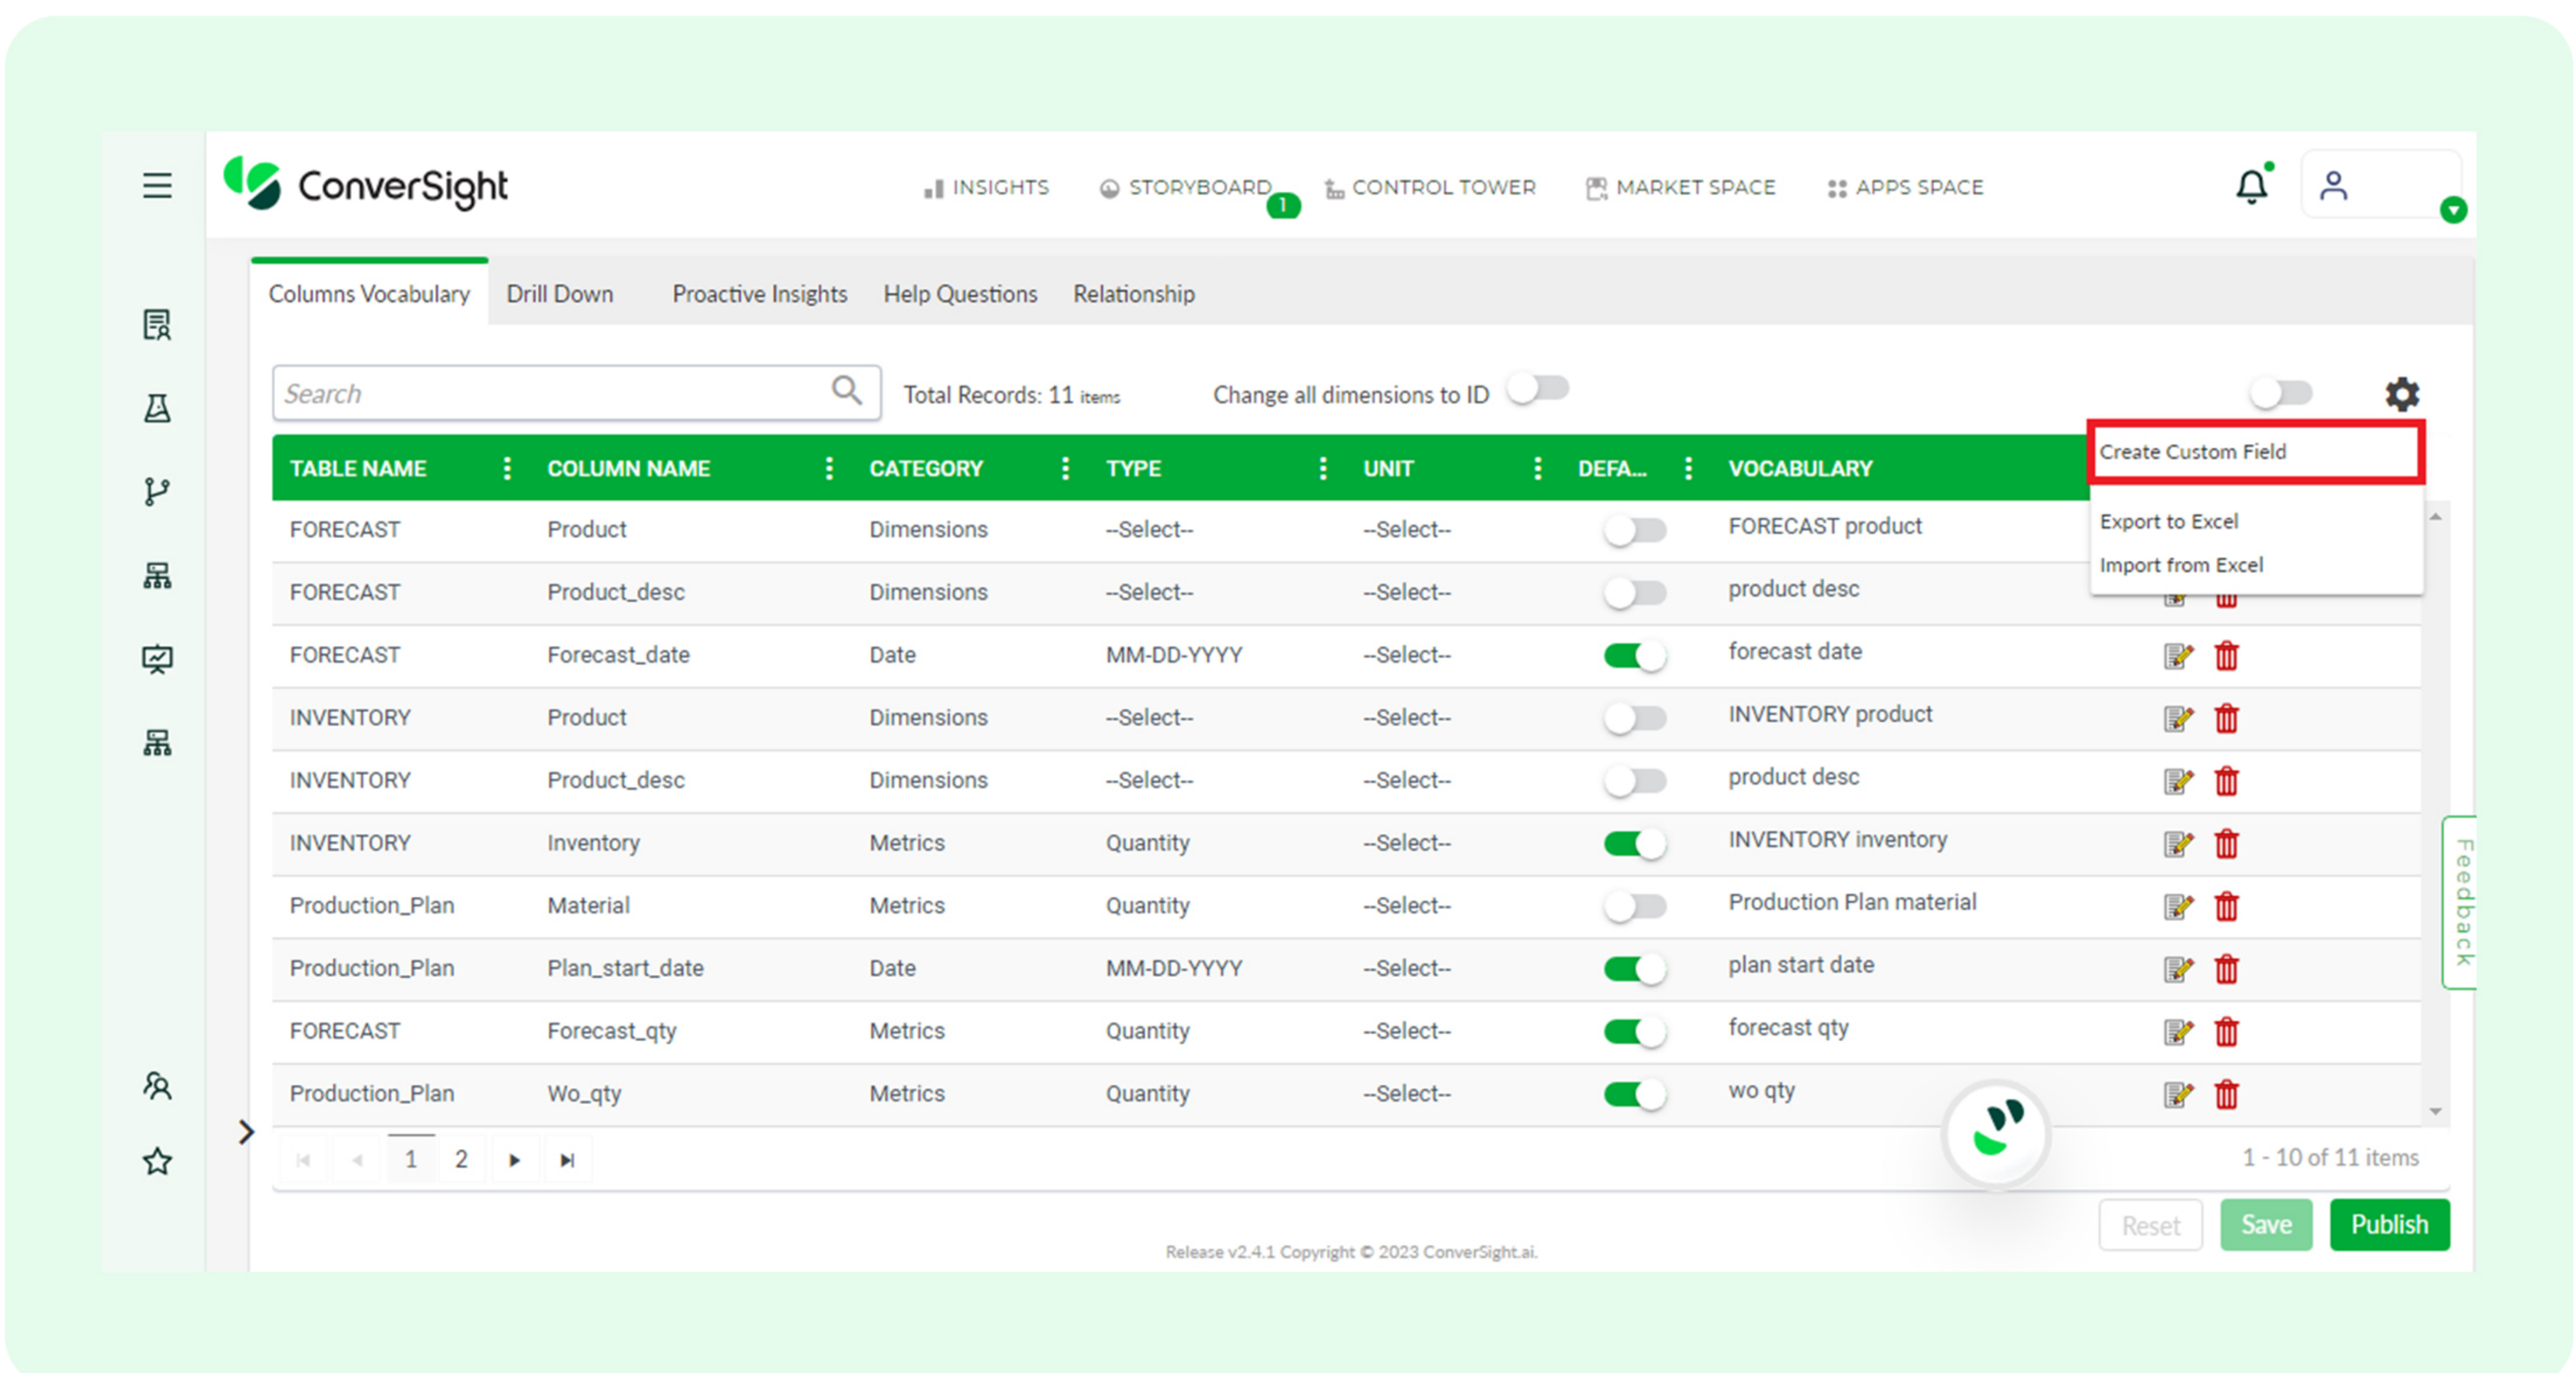 ConverSight
INSIGHTS STORYBOARD 1 CONTROL TOWER MARKET SPACE APPS SPACE
Columns Vocabulary Drill Down Proactive Insights Help Questions Relationship
Search Total Records: 11 items Change all dimensions to ID
Create Custom Field
Export to Excel
Import from Excel
TABLE NAME COLUMN NAME CATEGORY TYPE UNIT DEFA... VOCABULARY
FORECAST Product Dimensions --Select-- --Select-- FORECAST product
FORECAST Product_desc Dimensions --Select-- --Select-- product desc
FORECAST Forecast_date Date MM-DD-YYYY --Select-- forecast date
INVENTORY Product Dimensions --Select-- --Select-- INVENTORY product
INVENTORY Product_desc Dimensions --Select-- --Select-- product desc
INVENTORY Inventory Metrics Quantity --Select-- INVENTORY inventory
Production_Plan Material Metrics Quantity --Select-- Production Plan material
Production_Plan Plan_start_date Date MM-DD-YYYY --Select-- plan start date
FORECAST Forecast_qty Metrics Quantity --Select-- forecast qty
Production_Plan Wo_qty Metrics Quantity --Select-- wo qty
Feedback
1 2 1 - 10 of 11 items
Reset Save Publish
Release v2.4.1 Copyright © 2023 ConverSight.ai.